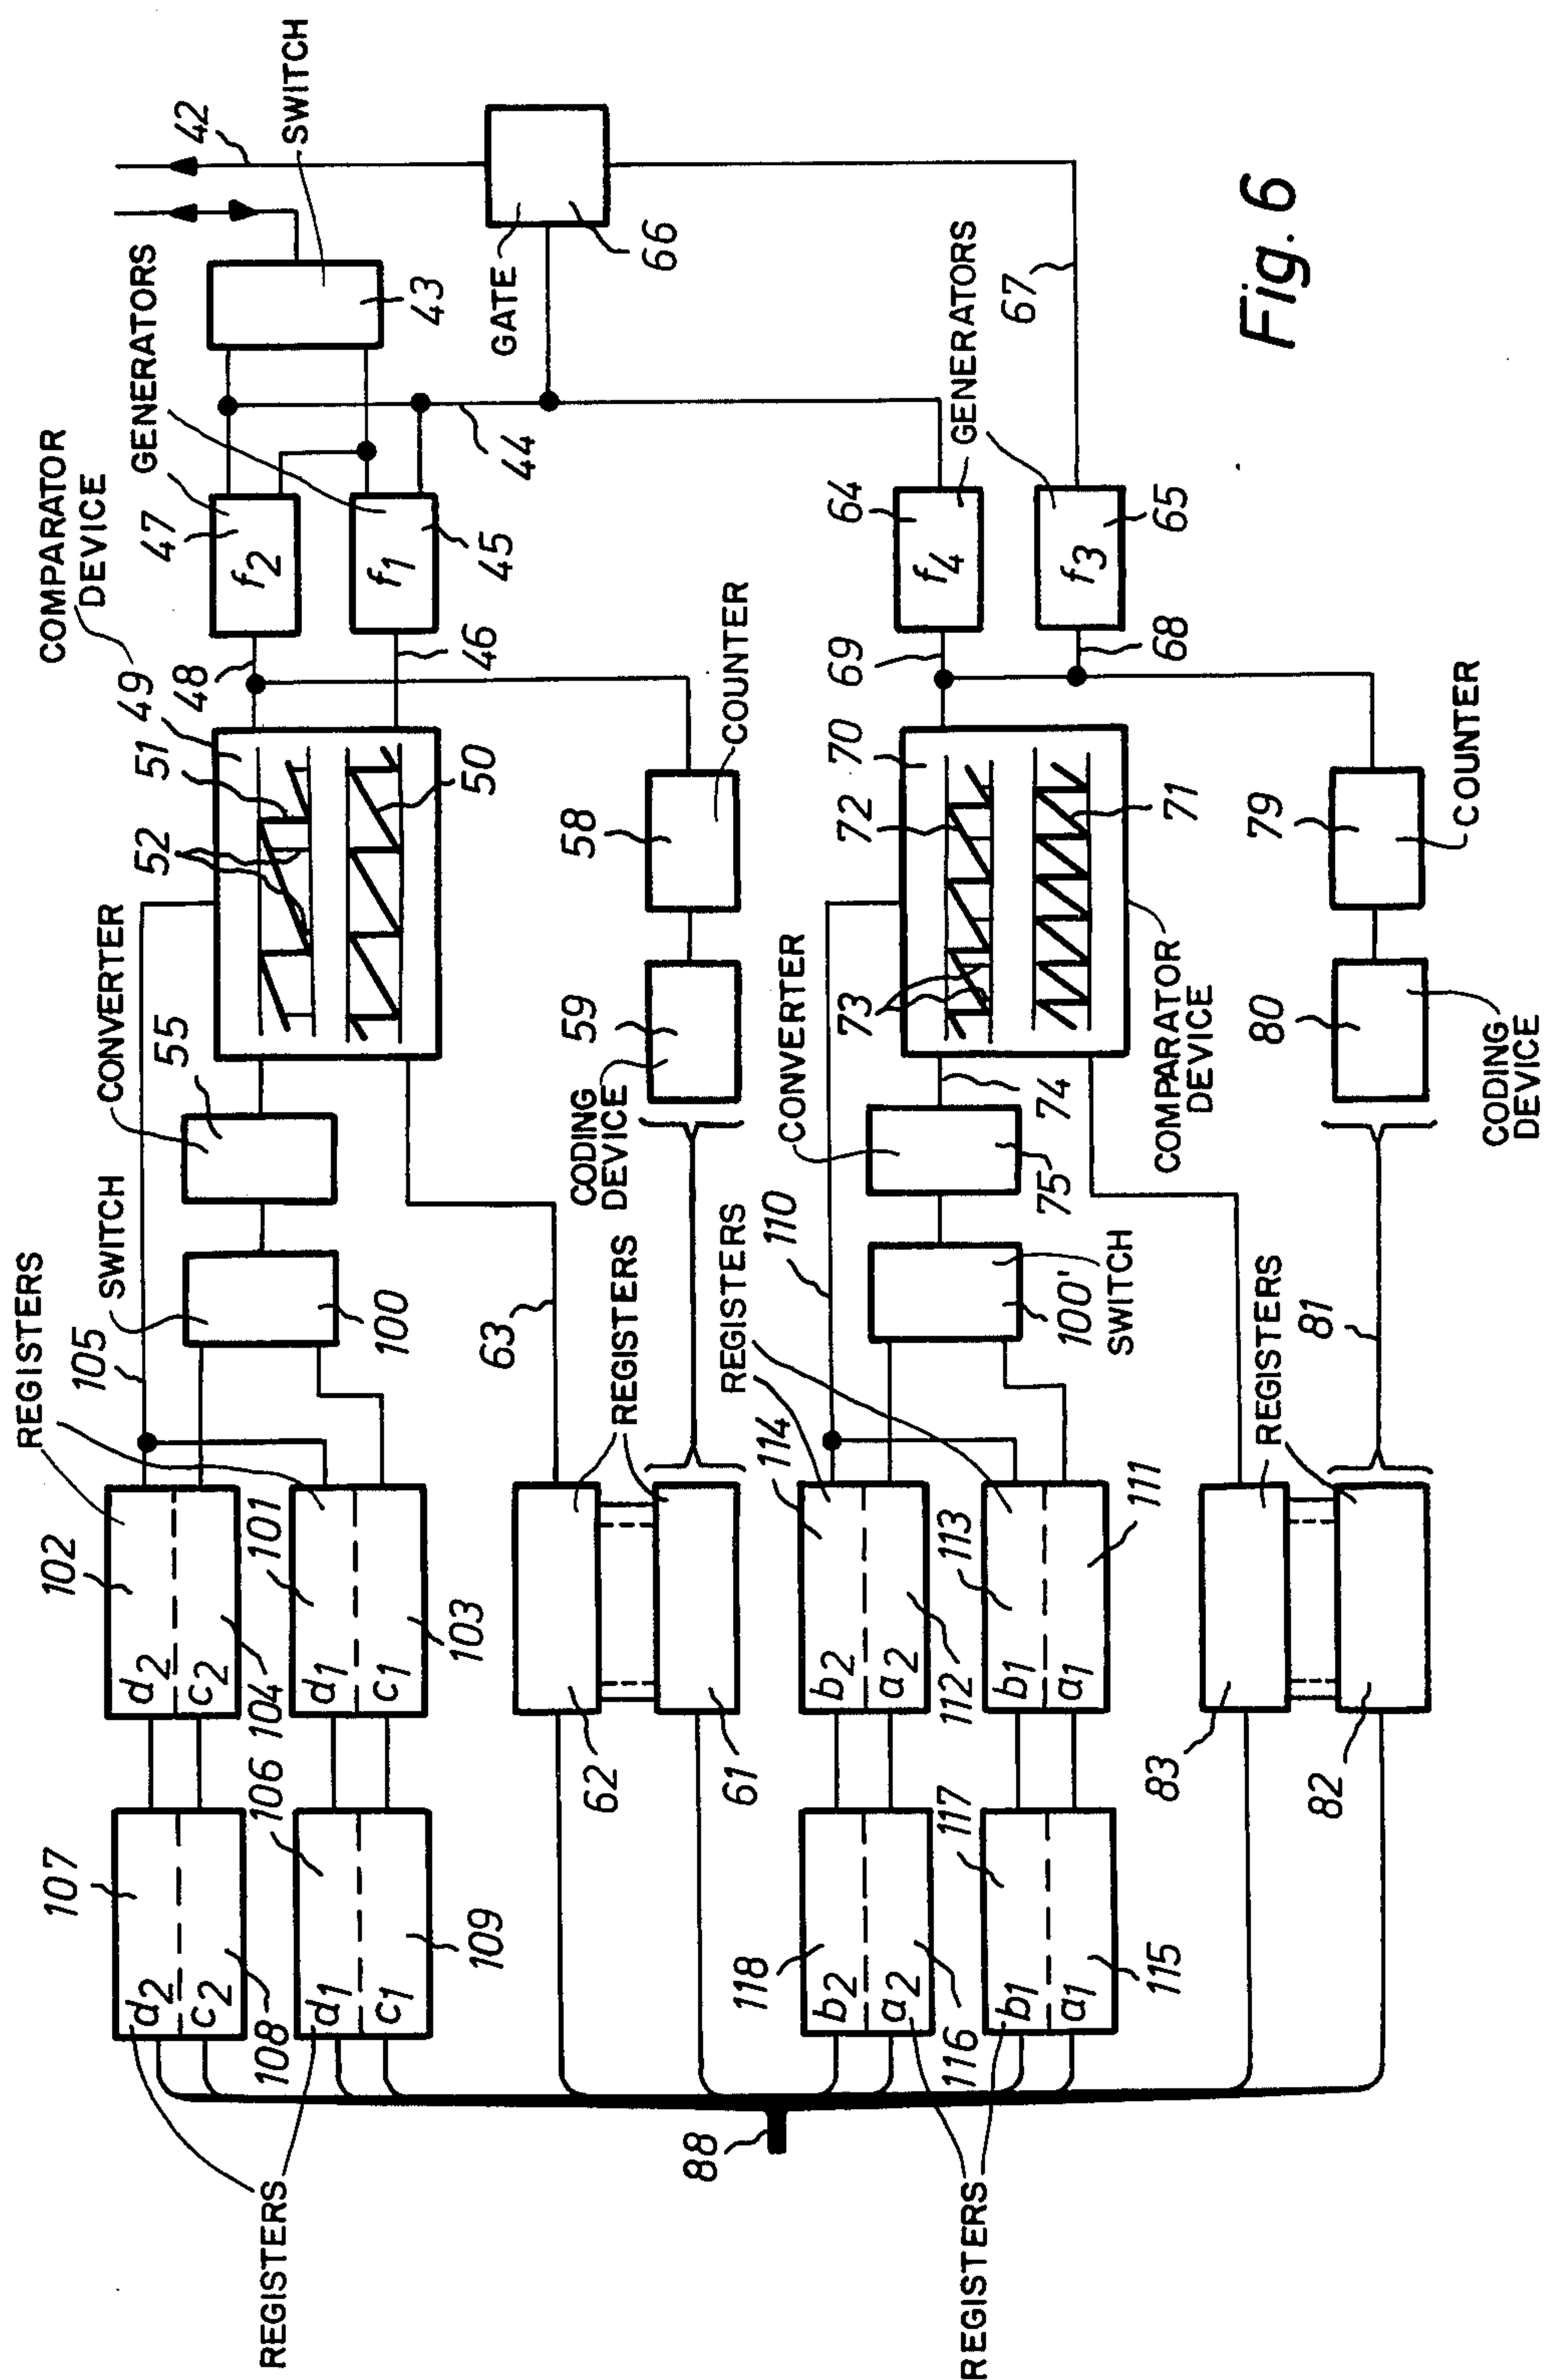 SWITCH
42
GENERATORS
43
GATE
66
COMPARATOR
DEVICE
47
f2
f1
45
44
GENERATORS
67
64
f4
f3
65
49
48
46
51
52
50
COUNTER
58
59
CODING
DEVICE
69
68
70
72
73
71
COUNTER
79
80
CODING
DEVICE
CONVERTER
55
SWITCH
100
CONVERTER
74
75
COMPARATOR
DEVICE
110
100'
SWITCH
REGISTERS
105
63
REGISTERS
REGISTERS
REGISTERS
81
102
d2
c2
104
101
d1
c1
103
62
61
114
b2
a2
112
113
b1
a1
111
83
82
107
d2
c2
108
106
d1
c1
109
118
b2
a2
116
117
b1
a1
115
88
REGISTERS
REGISTERS
Fig. 6